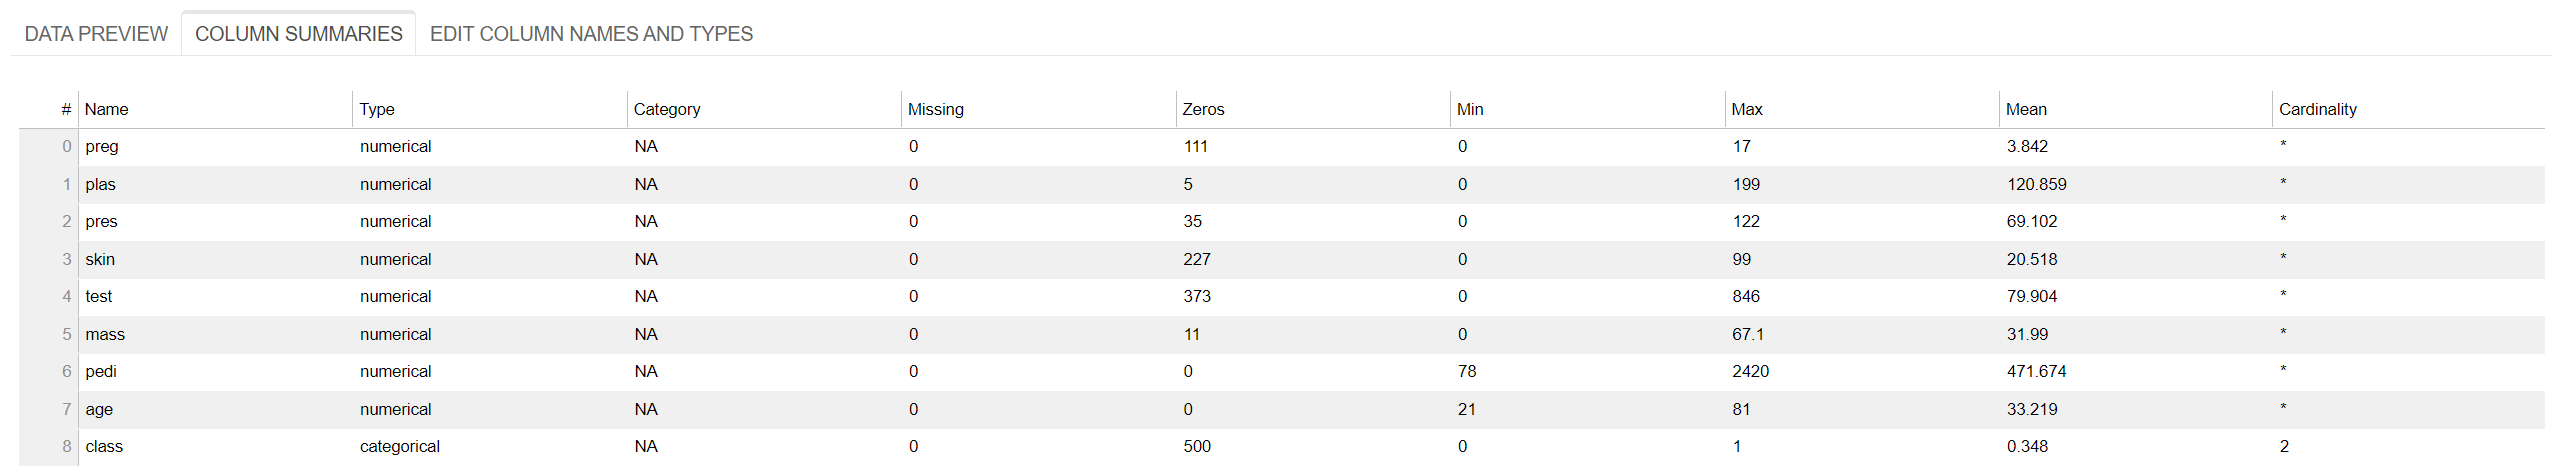 DATA PREVIEW COLUMN SUMMARIES EDIT COLUMN NAMES AND TYPES
# Name Type Category Missing Zeros Min Max Mean Cardinality
0 preg numerical NA 0 111 0 17 3.842 *
1 plas numerical NA 0 5 0 199 120.859 *
2 pres numerical NA 0 35 0 122 69.102 *
3 skin numerical NA 0 227 0 99 20.518 *
4 test numerical NA 0 373 0 846 79.904 *
5 mass numerical NA 0 11 0 67.1 31.99 *
6 pedi numerical NA 0 0 78 2420 471.674 *
7 age numerical NA 0 0 21 81 33.219 *
8 class categorical NA 0 500 0 1 0.348 2